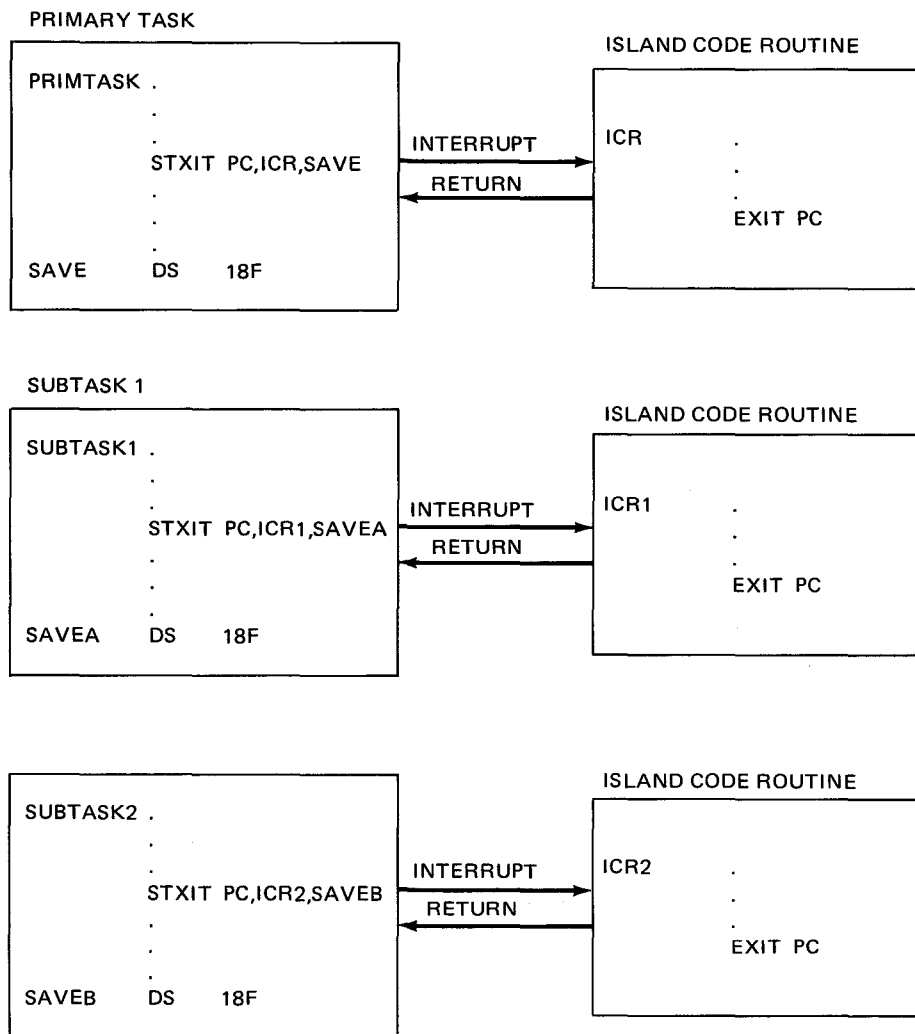 PRIMARY TASK
PRIMTASK .
.
.
STXIT PC,ICR,SAVE
.
.
.
SAVE DS 18F
INTERRUPT
RETURN
ISLAND CODE ROUTINE
ICR .
.
.
EXIT PC
SUBTASK 1
SUBTASK1 .
.
.
STXIT PC,ICR1,SAVEA
.
.
.
SAVEA DS 18F
INTERRUPT
RETURN
ISLAND CODE ROUTINE
ICR1 .
.
.
EXIT PC
SUBTASK2 .
.
.
STXIT PC,ICR2,SAVEB
.
.
.
SAVEB DS 18F
INTERRUPT
RETURN
ISLAND CODE ROUTINE
ICR2 .
.
.
EXIT PC